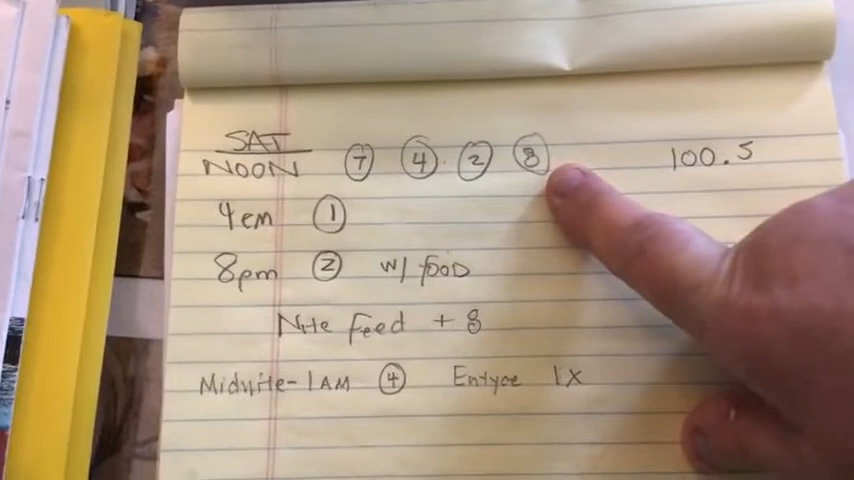 SAT
NOON 7 4. 2 8 100.5
4em 1
8pm 2 w/ FOOD
Nite Feed + 8
Midnite-1AM 4 Entyce 1X